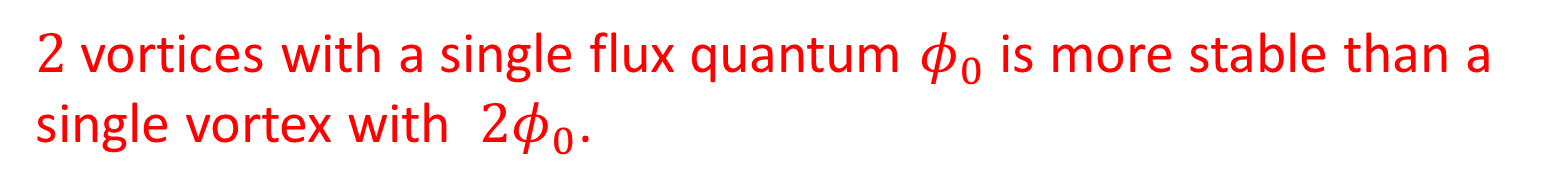 2 vortices with a single flux quantum 𝜙₀ is more stable than a
single vortex with 2𝜙₀.